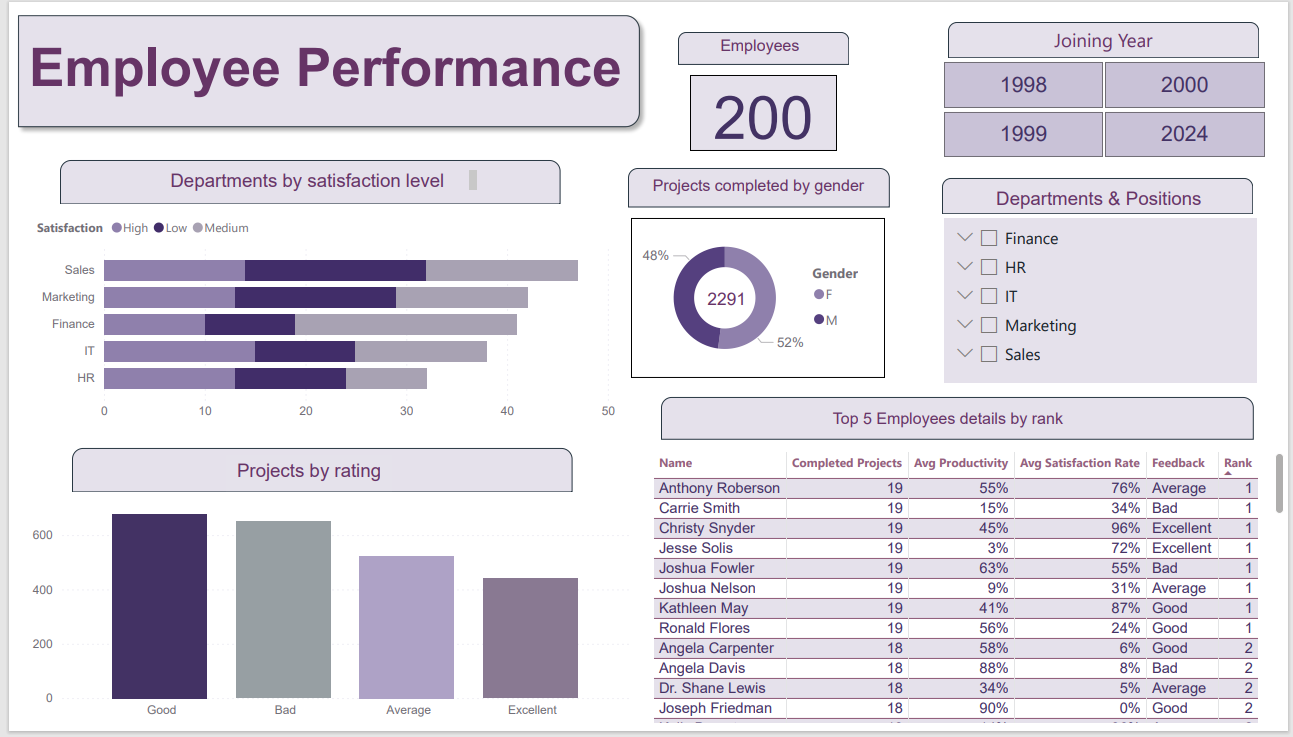 Employee Performance
Employees
200
Joining Year
1998 2000
1999 2024
Departments by satisfaction level
Satisfaction High Low Medium
Sales
Marketing
Finance
IT
HR
0 10 20 30 40 50
Projects completed by gender
48%
2291
52%
Gender
F
M
Departments & Positions
Finance
HR
IT
Marketing
Sales
Projects by rating
600
400
200
0
Good Bad Average Excellent
Top 5 Employees details by rank
Name Completed Projects Avg Productivity Avg Satisfaction Rate Feedback Rank
Anthony Roberson 19 55% 76% Average 1
Carrie Smith 19 15% 34% Bad 1
Christy Snyder 19 45% 96% Excellent 1
Jesse Solis 19 3% 72% Excellent 1
Joshua Fowler 19 63% 55% Bad 1
Joshua Nelson 19 9% 31% Average 1
Kathleen May 19 41% 87% Good 1
Ronald Flores 19 56% 24% Good 1
Angela Carpenter 18 58% 6% Good 2
Angela Davis 18 88% 8% Bad 2
Dr. Shane Lewis 18 34% 5% Average 2
Joseph Friedman 18 90% 0% Good 2